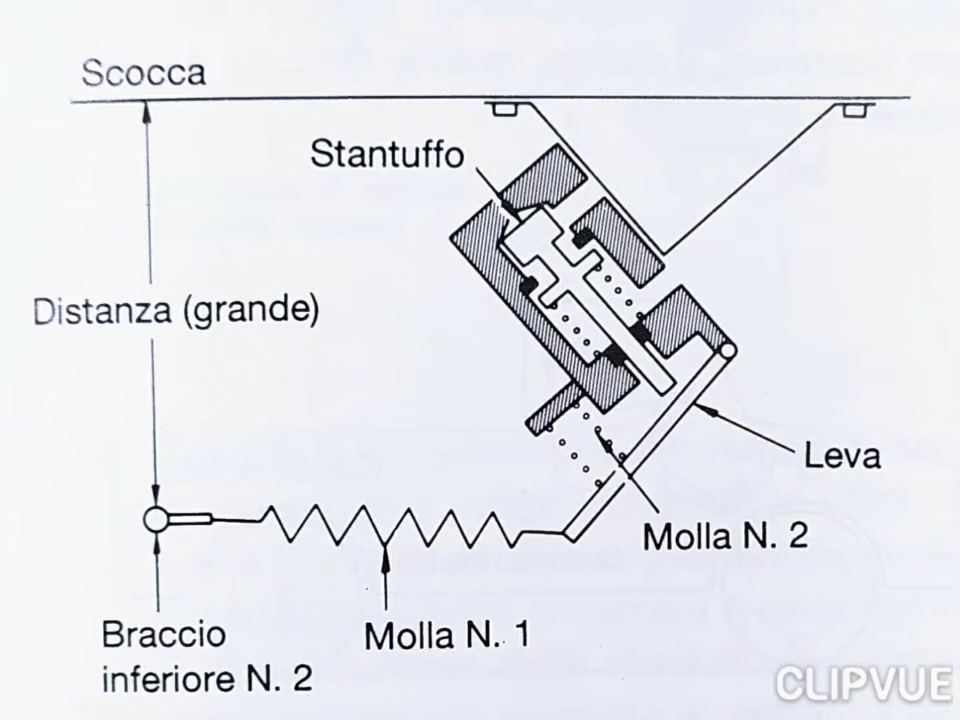 Scocca
Stantuffo
Distanza (grande)
Leva
Molla N. 2
Braccio
inferiore N. 2
Molla N. 1
CLIPVUE